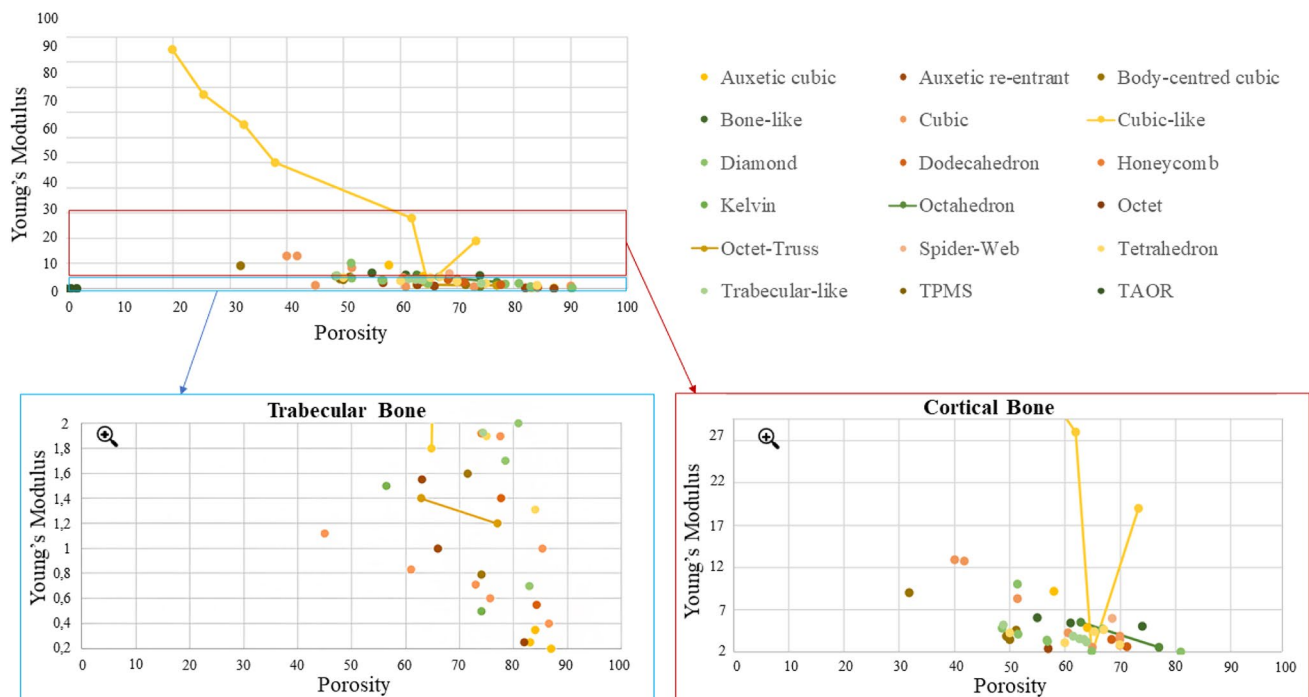 100
90
80
70
60
50
40
30
20
10
0
0 10 20 30 40 50 60 70 80 90 100
Young's Modulus
Porosity
Auxetic cubic Auxetic re-entrant Body-centred cubic
Bone-like Cubic Cubic-like
Diamond Dodecahedron Honeycomb
Kelvin Octahedron Octet
Octet-Truss Spider-Web Tetrahedron
Trabecular-like TPMS TAOR
Trabecular Bone
2
1,8
1,6
1,4
1,2
1
0,8
0,6
0,4
0,2
0 10 20 30 40 50 60 70 80 90 100
Young's Modulus
Porosity
Cortical Bone
27
22
17
12
7
2
0 10 20 30 40 50 60 70 80 90 100
Young's Modulus
Porosity